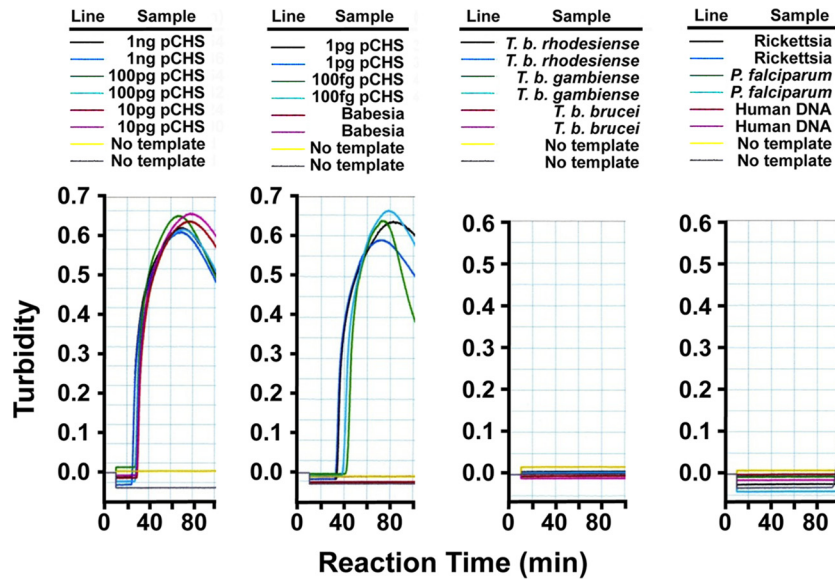 Line Sample
1ng pCHS
1ng pCHS
100pg pCHS
100pg pCHS
10pg pCHS
10pg pCHS
No template
No template
Line Sample
1pg pCHS
1pg pCHS
100fg pCHS
100fg pCHS
Babesia
Babesia
No template
No template
Line Sample
T. b. rhodesiense
T. b. rhodesiense
T. b. gambiense
T. b. gambiense
T. b. brucei
T. b. brucei
No template
No template
Line Sample
Rickettsia
Rickettsia
P. falciparum
P. falciparum
Human DNA
Human DNA
No template
No template
Turbidity
0.7
0.6
0.5
0.4
0.3
0.2
0.1
0.0
40 80
0.7
0.6
0.5
0.4
0.3
0.2
0.1
0.0
40 80
0.6
0.5
0.4
0.3
0.2
0.1
0.0
40 80
0.6
0.5
0.4
0.3
0.2
0.1
0.0
40 80
Reaction Time (min)